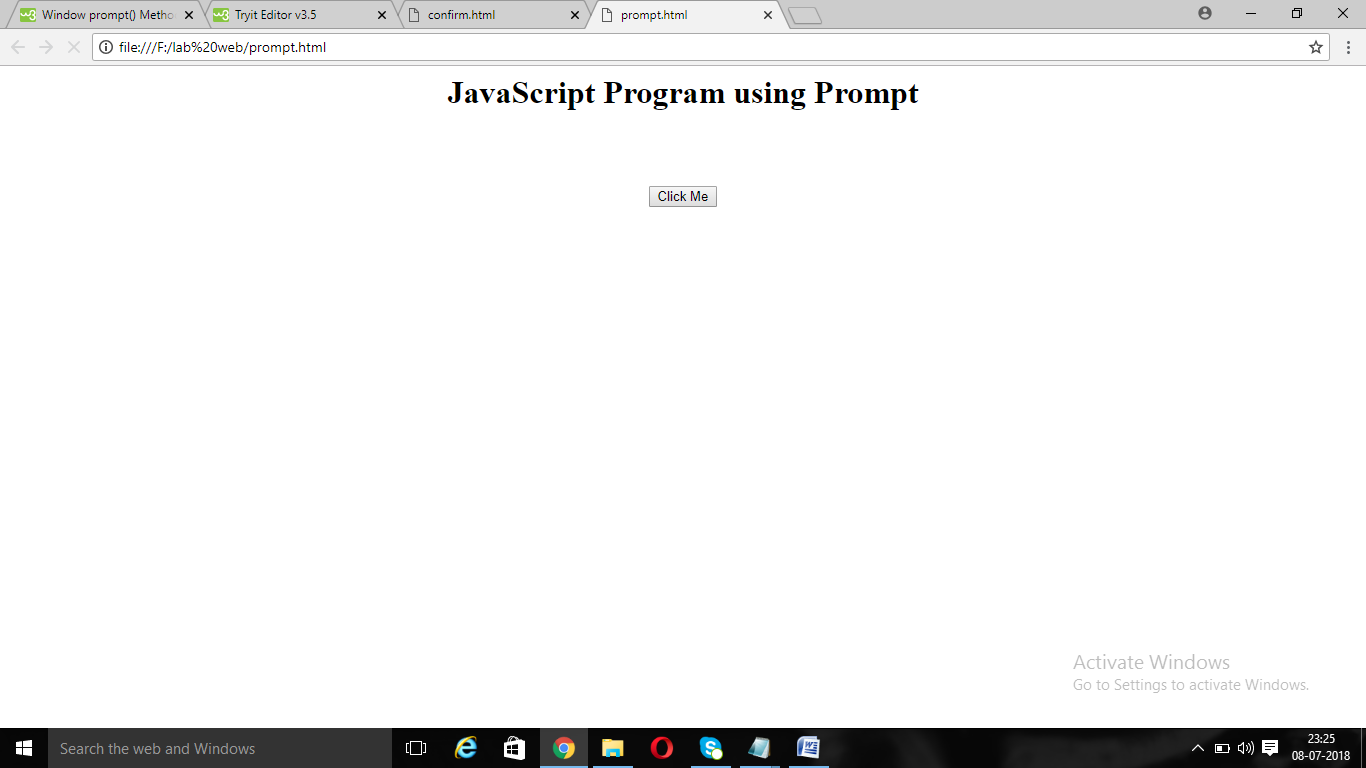 Window prompt() Metho
Tryit Editor v3.5
confirm.html
prompt.html
file:///F:/lab%20web/prompt.html
JavaScript Program using Prompt
Click Me
Activate Windows
Go to Settings to activate Windows.
Search the web and Windows
23:25
08-07-2018